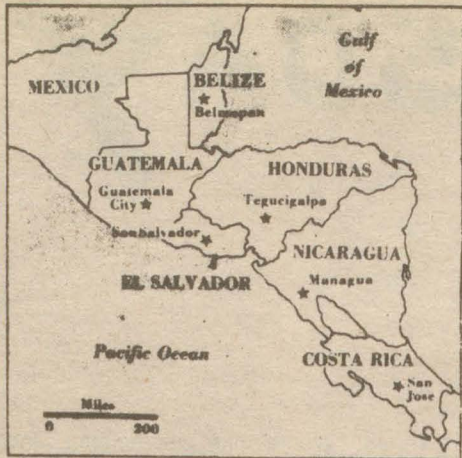 Gulf
of
Mexico
MEXICO
BELIZE
Belmopan
GUATEMALA
HONDURAS
Guatemala
City
Tegucigalpa
San Salvador
NICARAGUA
EL SALVADOR
Managua
Pacific Ocean
COSTA RICA
San
Jose
Miles
0 200